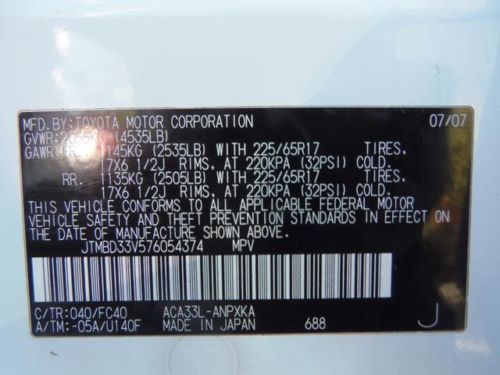 MFD.BY:TOYOTA MOTOR CORPORATION 07/07
GVWR: (4535LB)
1145KG (2535LB) WITH 225/65R17 TIRES.
17X6 1/2J RIMS, AT 220KPA (32PSI) COLD.
RR. 1135KG (2505LB) WITH 225/65R17 TIRES.
17X6 1/2J RIMS, AT 220KPA (32PSI) COLD.
THIS VEHICLE CONFORMS TO ALL APPLICABLE FEDERAL MOTOR
VEHICLE SAFETY AND THEFT PREVENTION STANDARDS IN EFFECT
ON THE DATE OF MANUFACTURE SHOWN ABOVE.
JTMBD33V576054374 MPV
C/TR:040/FC40 ACA33L-ANPXKA
A/TM:-05A/U140F MADE IN JAPAN 688 J